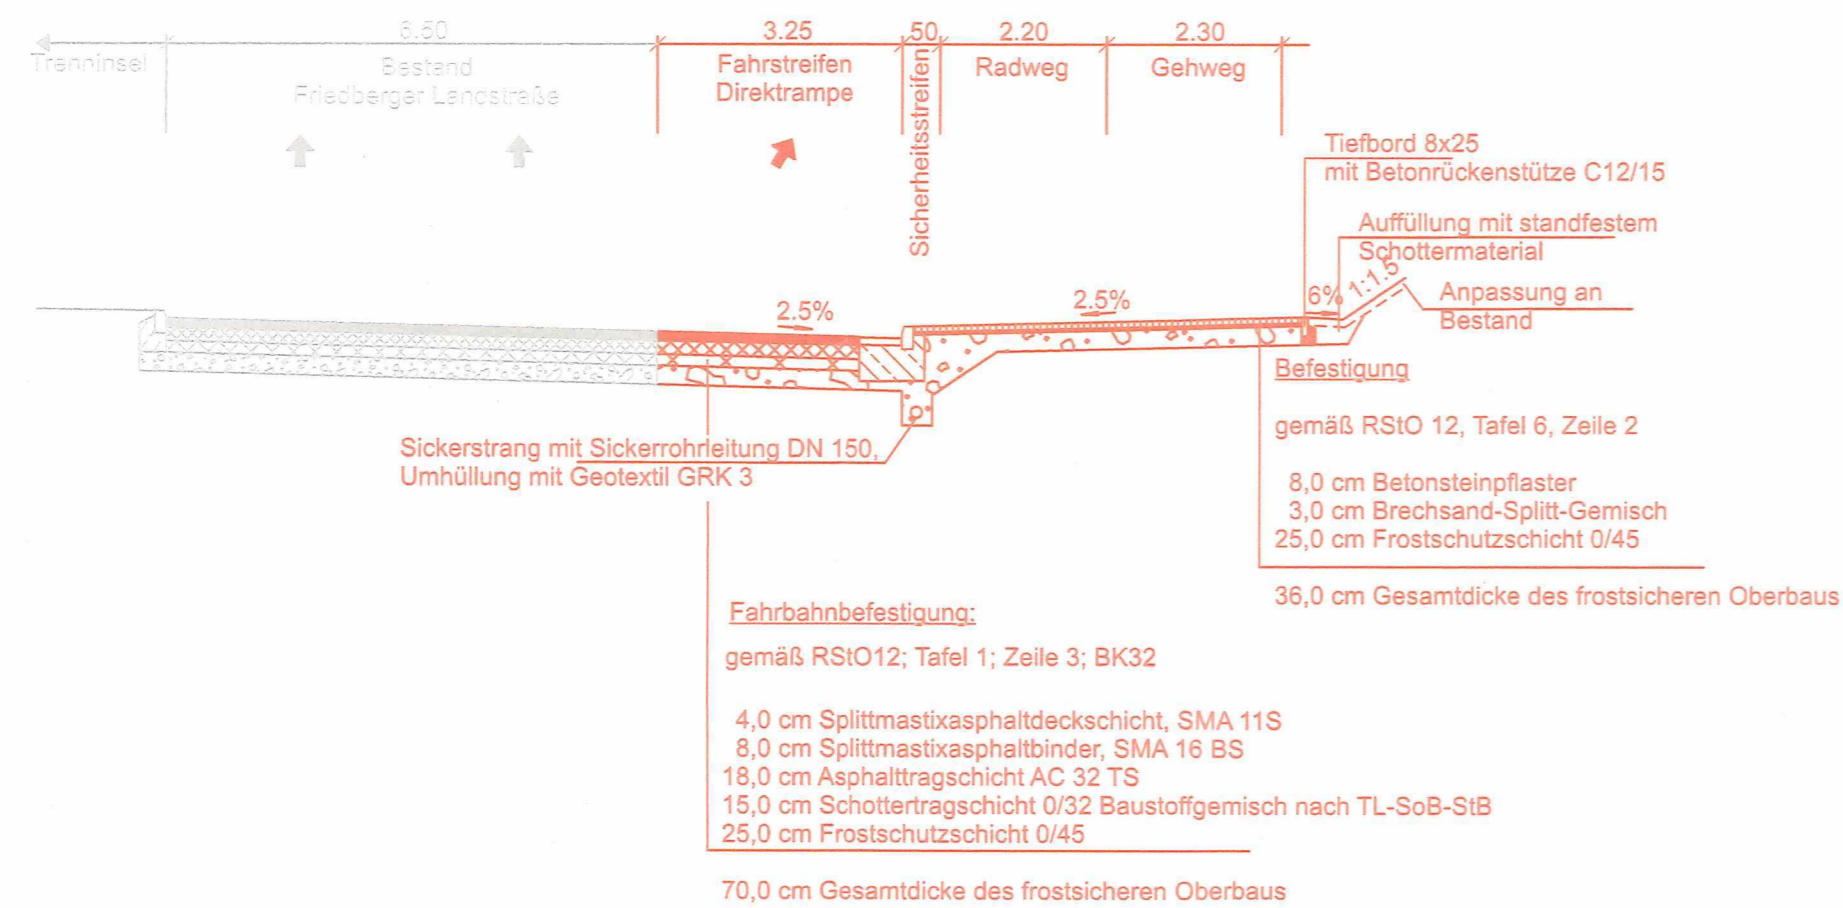 6.50
3.25
50
2.20
2.30
Trenninsel
Bestand
Friedberger Landstraße
Fahrstreifen
Direktrampe
Sicherheitsstreifen
Radweg
Gehweg
Tiefbord 8x25
mit Betonrückenstütze C12/15
Auffüllung mit standfestem
Schottermaterial
2.5%
2.5%
6%
1:1.5
Anpassung an
Bestand
Sickerstrang mit Sickerrohrleitung DN 150,
Umhüllung mit Geotextil GRK 3
Befestigung
gemäß RStO 12, Tafel 6, Zeile 2
8,0 cm Betonsteinpflaster
3,0 cm Brechsand-Splitt-Gemisch
25,0 cm Frostschutzschicht 0/45
36,0 cm Gesamtdicke des frostsicheren Oberbaus
Fahrbahnbefestigung:
gemäß RStO12; Tafel 1; Zeile 3; BK32
4,0 cm Splittmastixasphaltdeckschicht, SMA 11S
8,0 cm Splittmastixasphaltbinder, SMA 16 BS
18,0 cm Asphalttragschicht AC 32 TS
15,0 cm Schottertragschicht 0/32 Baustoffgemisch nach TL-SoB-StB
25,0 cm Frostschutzschicht 0/45
70,0 cm Gesamtdicke des frostsicheren Oberbaus